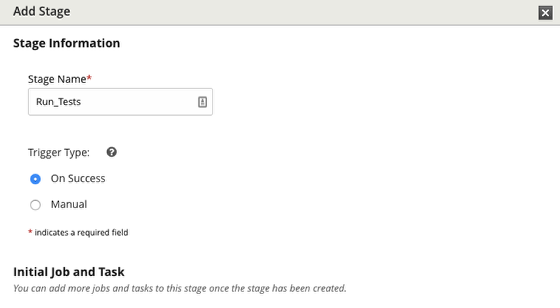 Add Stage
Stage Information
Stage Name*
Run_Tests
Trigger Type: ?
On Success
Manual
* indicates a required field
Initial Job and Task
You can add more jobs and tasks to this stage once the stage has been created.